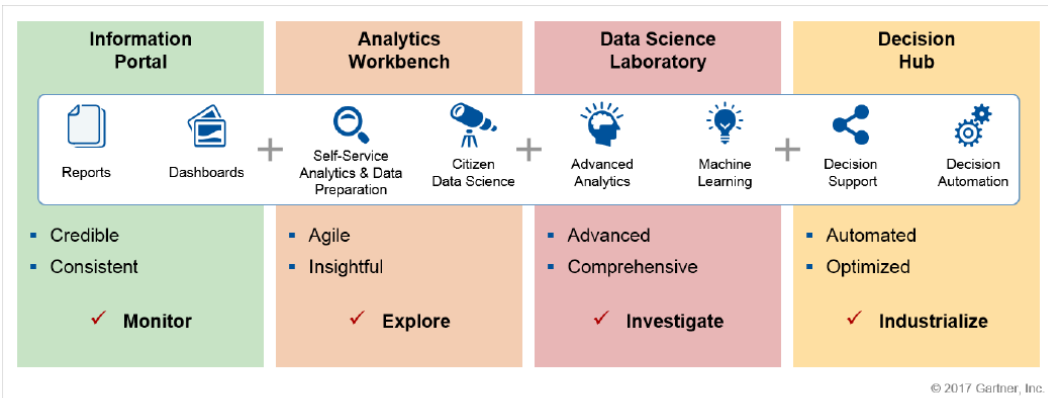 Information
Portal
Analytics
Workbench
Data Science
Laboratory
Decision
Hub
Reports
Dashboards
Self-Service
Analytics & Data
Preparation
Citizen
Data Science
Advanced
Analytics
Machine
Learning
Decision
Support
Decision
Automation
Credible
Consistent
Monitor
Agile
Insightful
Explore
Advanced
Comprehensive
Investigate
Automated
Optimized
Industrialize
© 2017 Gartner, Inc.